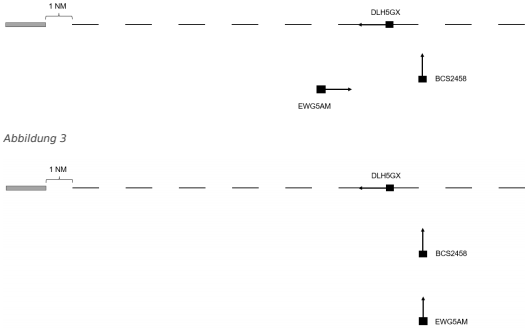 1 NM
DLH5GX
BCS2458
EWG5AM
Abbildung 3
1 NM
DLH5GX
BCS2458
EWG5AM